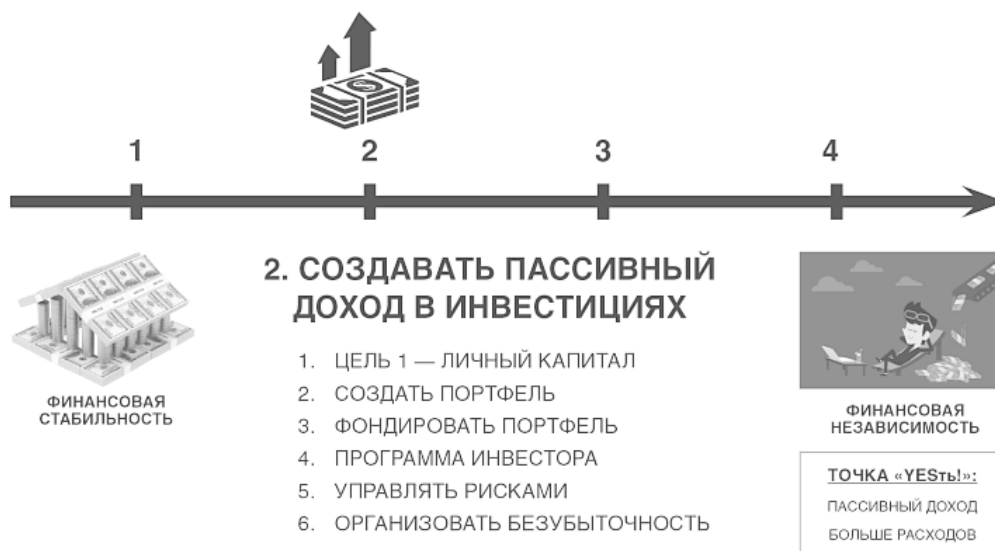 1
2
3
4
2. СОЗДАВАТЬ ПАССИВНЫЙ
ДОХОД В ИНВЕСТИЦИЯХ
1. ЦЕЛЬ 1 — ЛИЧНЫЙ КАПИТАЛ
2. СОЗДАТЬ ПОРТФЕЛЬ
3. ФОНДИРОВАТЬ ПОРТФЕЛЬ
4. ПРОГРАММА ИНВЕСТОРА
5. УПРАВЛЯТЬ РИСКАМИ
6. ОРГАНИЗОВАТЬ БЕЗУБЫТОЧНОСТЬ
ФИНАНСОВАЯ
СТАБИЛЬНОСТЬ
ФИНАНСОВАЯ
НЕЗАВИСИМОСТЬ
ТОЧКА «YESть!»:
ПАССИВНЫЙ ДОХОД
БОЛЬШЕ РАСХОДОВ